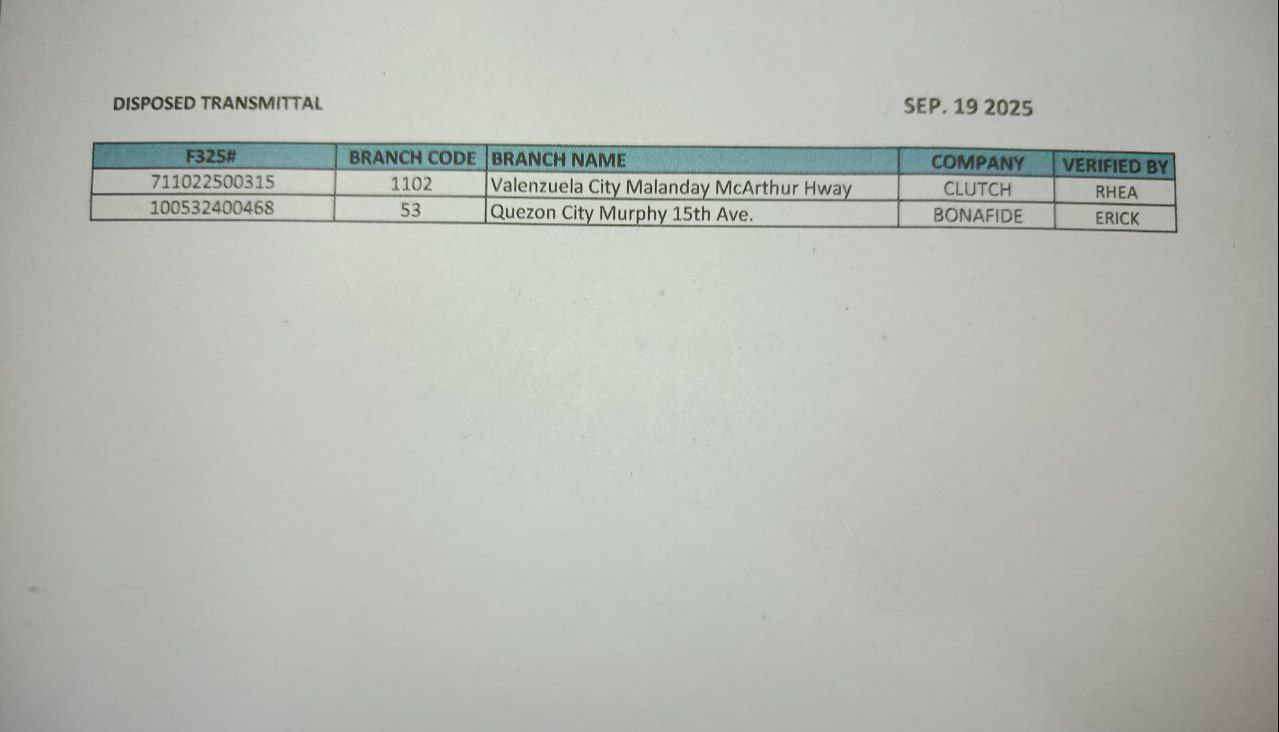 DISPOSED TRANSMITTAL SEP. 19 2025
F325# BRANCH CODE BRANCH NAME COMPANY VERIFIED BY
711022500315 1102 Valenzuela City Malanday McArthur Hway CLUTCH RHEA
100532400468 53 Quezon City Murphy 15th Ave. BONAFIDE ERICK